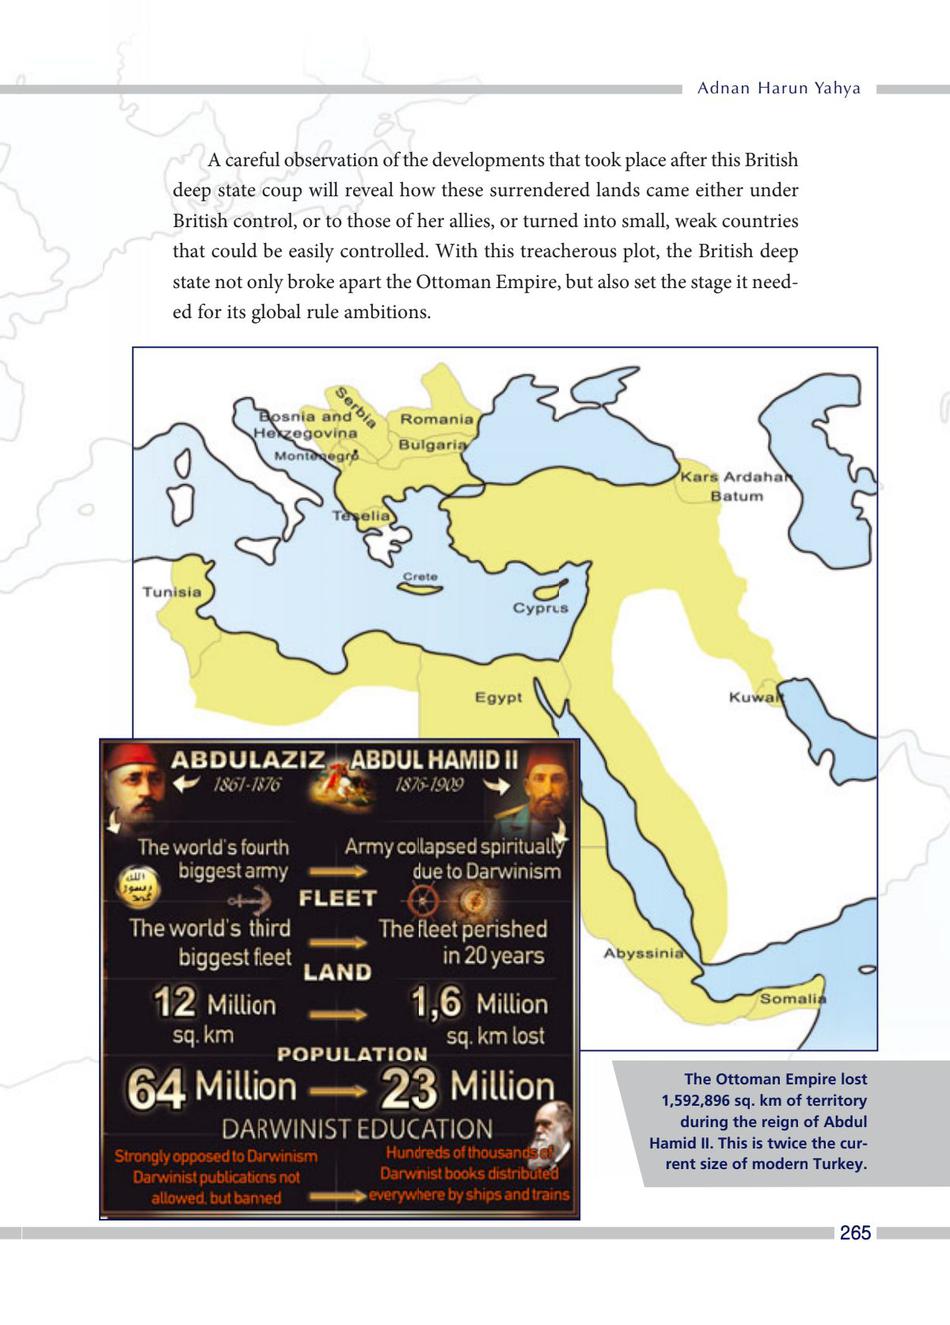 Adnan Harun Yahya
A careful observation of the developments that took place after this British
deep state coup will reveal how these surrendered lands came either under
British control, or to those of her allies, or turned into small, weak countries
that could be easily controlled. With this treacherous plot, the British deep
state not only broke apart the Ottoman Empire, but also set the stage it need-
ed for its global rule ambitions.
Serbia
Bosnia and
Herzegovina
Montenegro
Romania
Bulgaria
Kars Ardahan
Batum
Teselia
Tunisia
Crete
Cyprus
Egypt
Kuwait
Abyssinia
Somalia
ABDULAZIZ ABDUL HAMID II
1861-1876 1876-1909
The world's fourth
biggest army
Army collapsed spiritually
due to Darwinism
FLEET
The world's third
biggest fleet
The fleet perished
in 20 years
LAND
12 Million
sq. km
1,6 Million
sq. km lost
POPULATION
64 Million 23 Million
DARWINIST EDUCATION
Strongly opposed to Darwinism
Darwinist publications not
allowed, but banned
Hundreds of thousands of
Darwinist books distributed
everywhere by ships and trains
The Ottoman Empire lost
1,592,896 sq. km of territory
during the reign of Abdul
Hamid II. This is twice the cur-
rent size of modern Turkey.
265